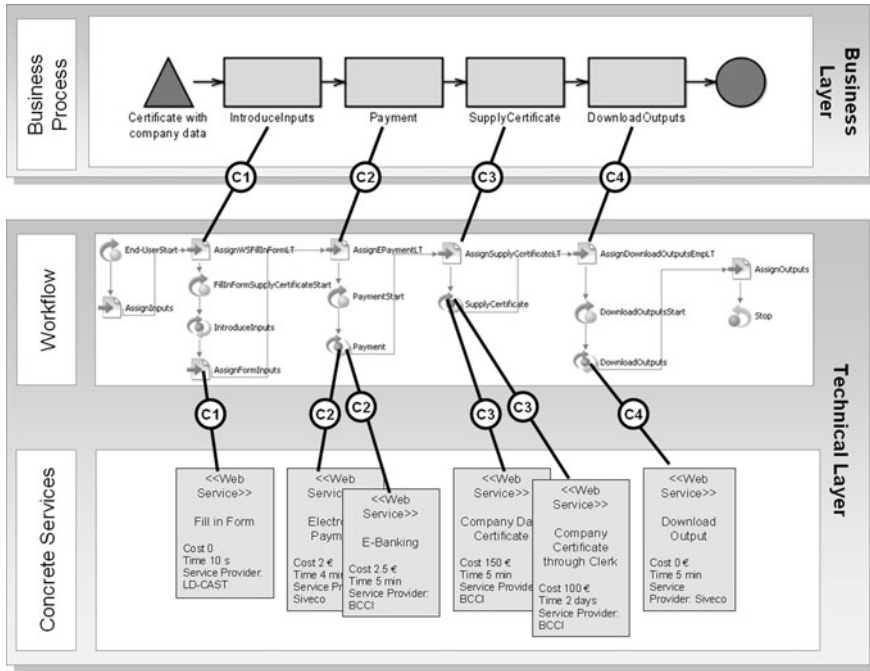 Business
Process
Business
Layer
Certificate with
company data
IntroduceInputs
Payment
SupplyCertificate
DownloadOutputs
C1
C2
C3
C4
Technical Layer
Workflow
End-UserStart
AssignWSFillInFormLT
AssignEPaymentLT
AssignSupplyCertificateLT
AssignDownloadOutputsEmpLT
AssignOutputs
FillInFormSupplyCertificateStart
PaymentStart
SupplyCertificate
AssignInputs
DownloadOutputsStart
Stop
IntroduceInputs
Payment
DownloadOutputs
AssignFormInputs
C1
C2
C2
C3
C3
C4
Concrete Services
<<Web
Service>>
Fill in Form
Cost 0
Time 10 s
Service Provider:
LD-CAST
<<Web
Service
Electro
Paym
Cost 2 €
Time 4 min
Service Pro
Siveco
<<Web
Service>>
E-Banking
Cost 2.5 €
Time 5 min
Service Provider:
BCCI
<<Web
Service>>
Company Da
Certificate
Cost 150 €
Time 5 min
Service Provide
BCCI
<<Web
Service>>
Company
Certificate
through Clerk
Cost 100 €
Time 2 days
Service Provider:
BCCI
<<Web
Service>>
Download
Output
Cost 0 €
Time 5 min
Service
Provider: Siveco